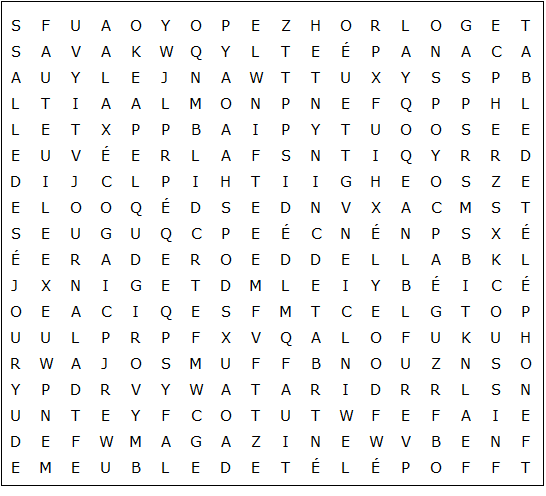 S F U A O Y O P E Z H O R L O G E T
S A V A K W Q Y L T E É P A N A C A
A U Y L E J N A W T T U X Y S S P B
L T I A A L M O N P N E F Q P P H L
L E T X P P B A I P Y T U O O S E E
E U V É E R L A F S N T I Q Y R R D
D I J C L P I H T I I G H E O S Z E
E L O O Q É D S E D N V X A C M S T
S E U G U Q C P E É C N É N P S X É
É E R A D E R O E D D E L L A B K L
J X N I G E T D M L E I Y B É I C É
O E A C I Q E S F M T C E L G T O P
U U L P R P F X V Q A L O F U K U H
R W A J O S M U F F B N O U Z N S O
Y P D R V Y W A T A R I D R R L S N
U N T E Y F C O T U T W F E F A I E
D E F W M A G A Z I N E W V B E N F
E M E U B L E D E T É L É P O F F T